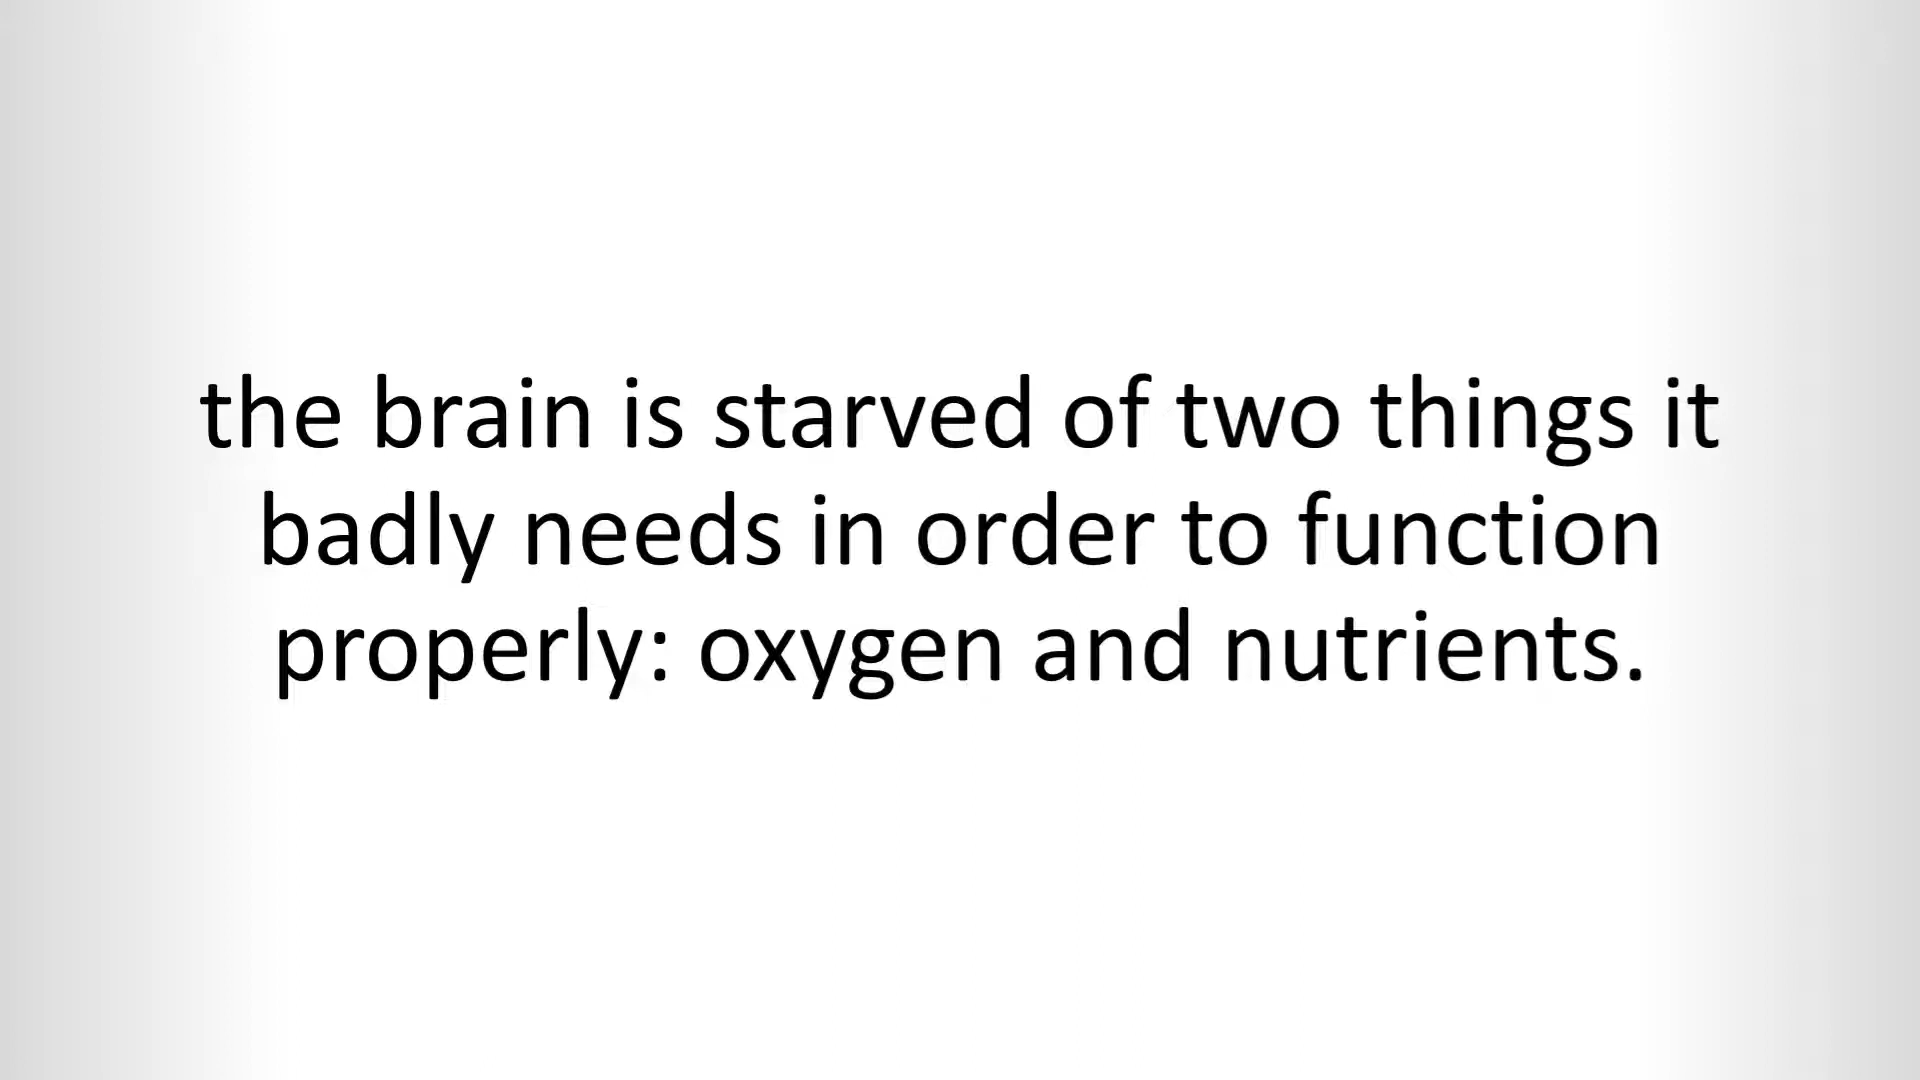 the brain is starved of two things it
badly needs in order to function
properly: oxygen and nutrients.